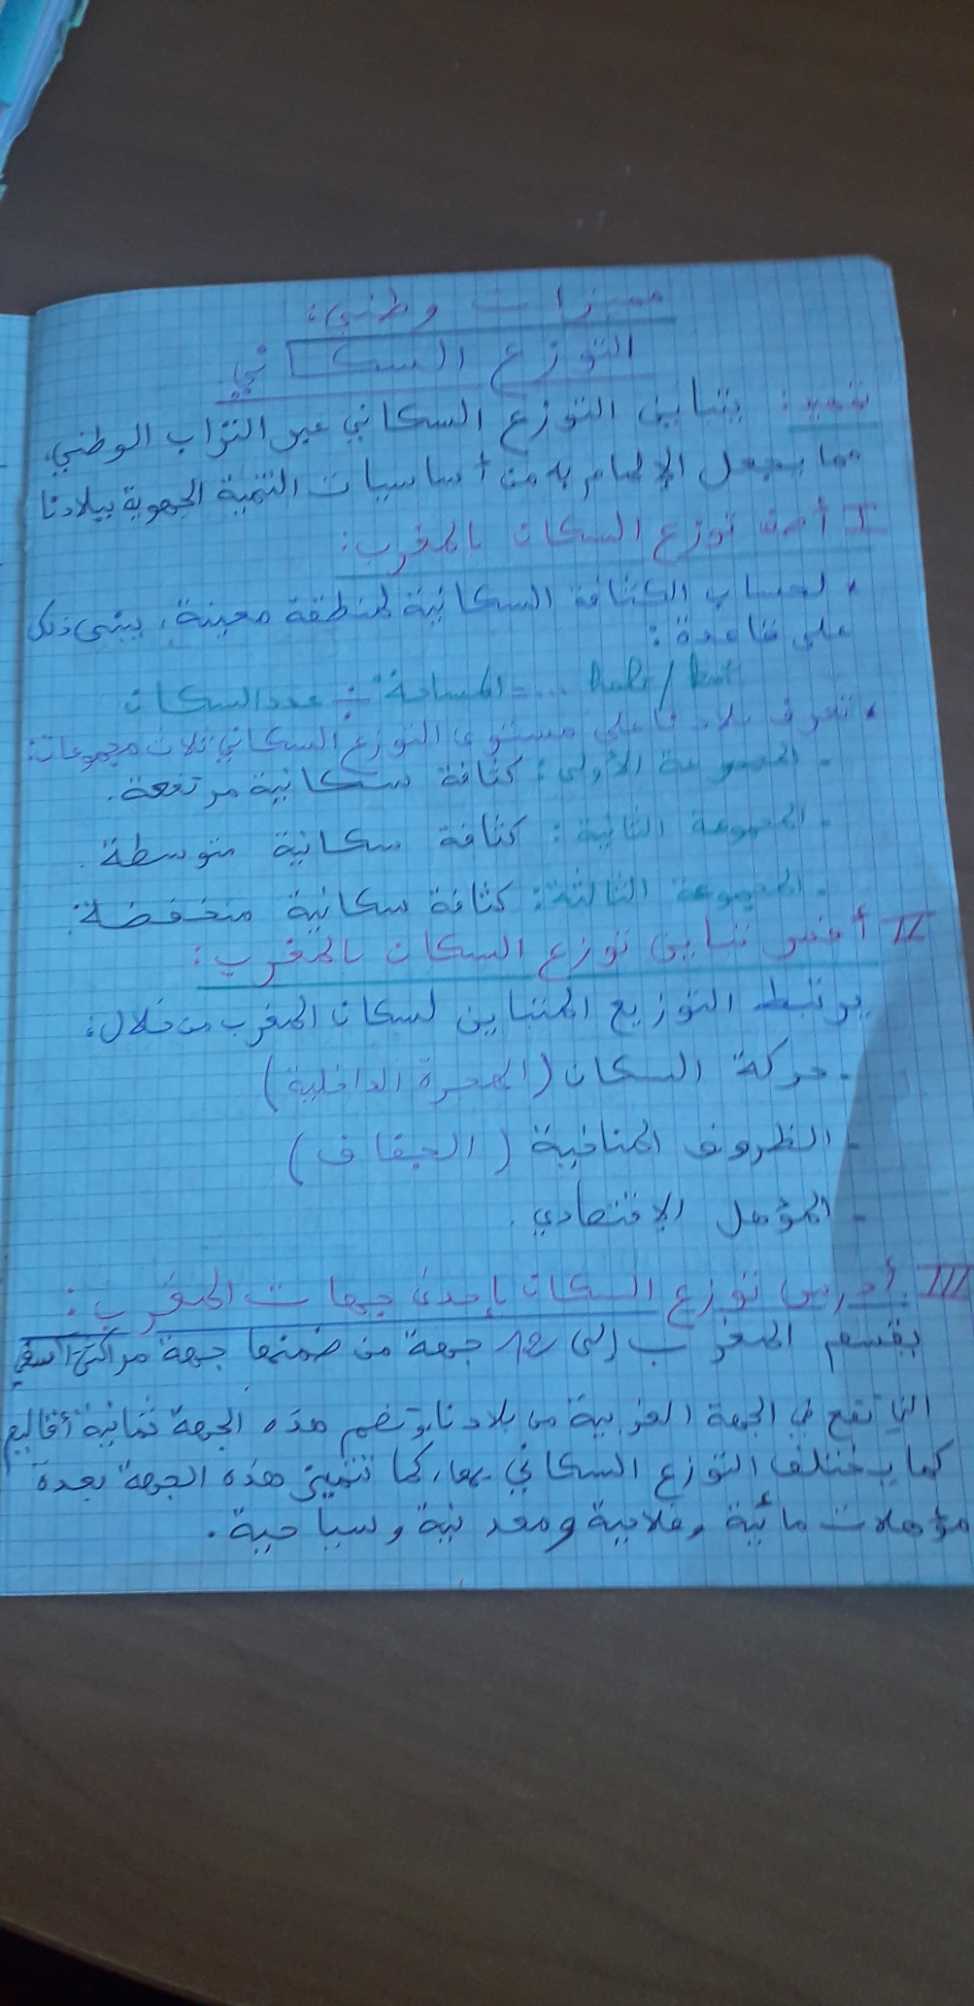 مميزات وطني:
التوزع السكاني
تمهيد: يتباين التوزع السكاني عبر التراب الوطني،
مما يجعل الإلمام به من أساسيات التنمية الجهوية ببلادنا
I أصف توزع السكان بالمغرب:
، لحساب الكثافة السكانية لمنطقة معينة، ينبني ذلك
على قاعدة:
عدد السكان ÷ المساحة = ...
، تعرف بلادنا على مستوى التوزع السكاني ثلاث مجموعات:
- المجموعة الأولى: كثافة سكانية مرتفعة.
- المجموعة الثانية: كثافة سكانية متوسطة.
- المجموعة الثالثة: كثافة سكانية منخفضة.
II أفسر تباين توزع السكان بالمغرب:
يرتبط التوزيع المتباين لسكان المغرب من خلال:
- حركة السكان (الهجرة الداخلية)
- الظروف المناخية (الجفاف)
- المؤهل الاقتصادي.
III أدرس توزع السكان بإحدى جهات المغرب:
ينقسم المغرب إلى 12 جهة من ضمنها جهة مراكش آسفي
التي تقع في الجهة الغربية من بلادنا وتضم هذه الجهة ثمانية أقاليم
كما يختلف التوزع السكاني بها، كما تتميز هذه الجهة بعدة
مؤهلات مائية وفلاحية ومعدنية وسياحية.